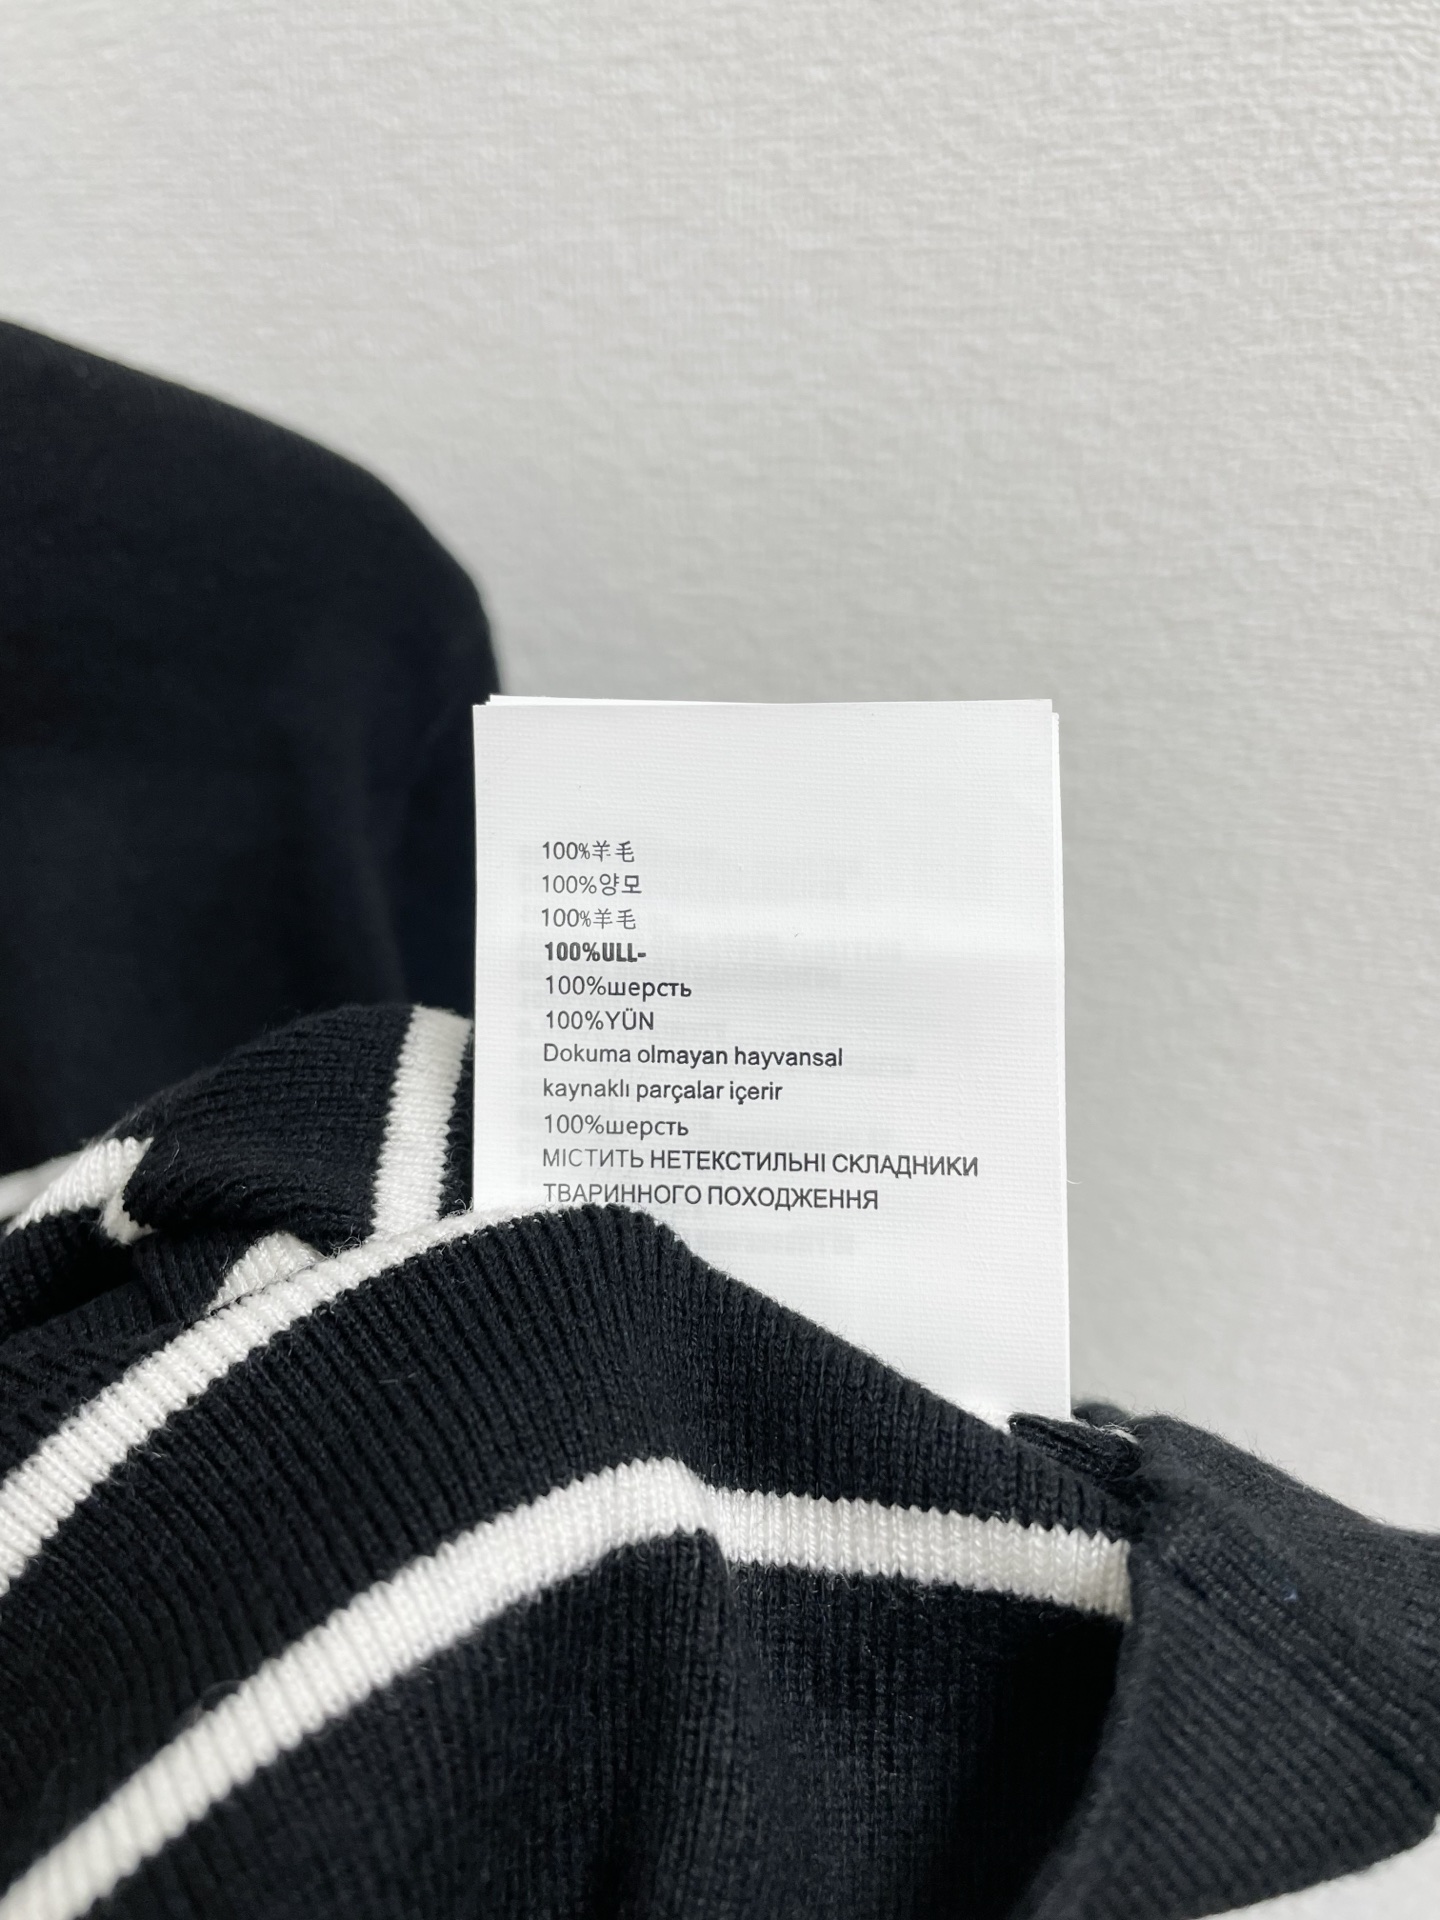 100%羊毛
100%양모
100%羊毛
100%ULL-
100%шерсть
100%YÜN
Dokuma olmayan hayvansal
kaynaklı parçalar içerir
100%шерсть
МІСТИТЬ НЕТЕКСТИЛЬНІ СКЛАДНИКИ
ТВАРИННОГО ПОХОДЖЕННЯ